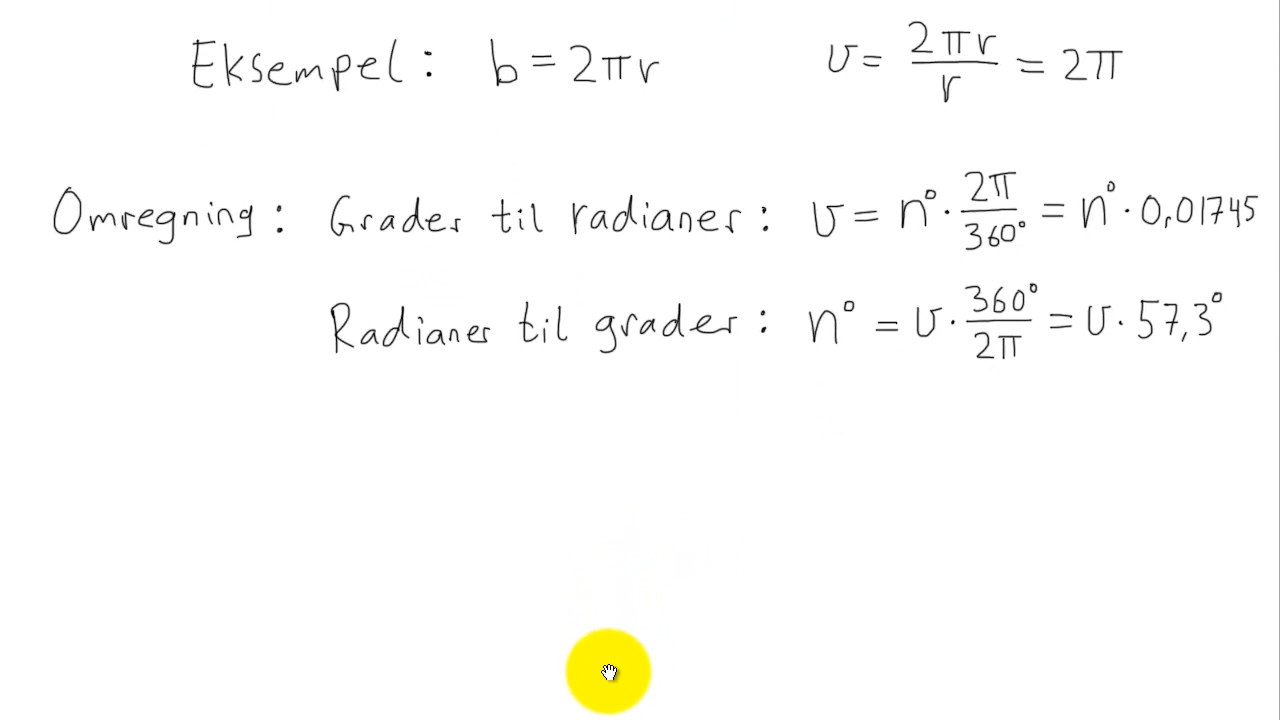 Eksempel: b = 2πr v = 2πr/r = 2π
Omregning: Grader til radianer: v = n° · 2π/360° = n° · 0,01745
Radianer til grader: n° = v · 360°/2π = v · 57,3°